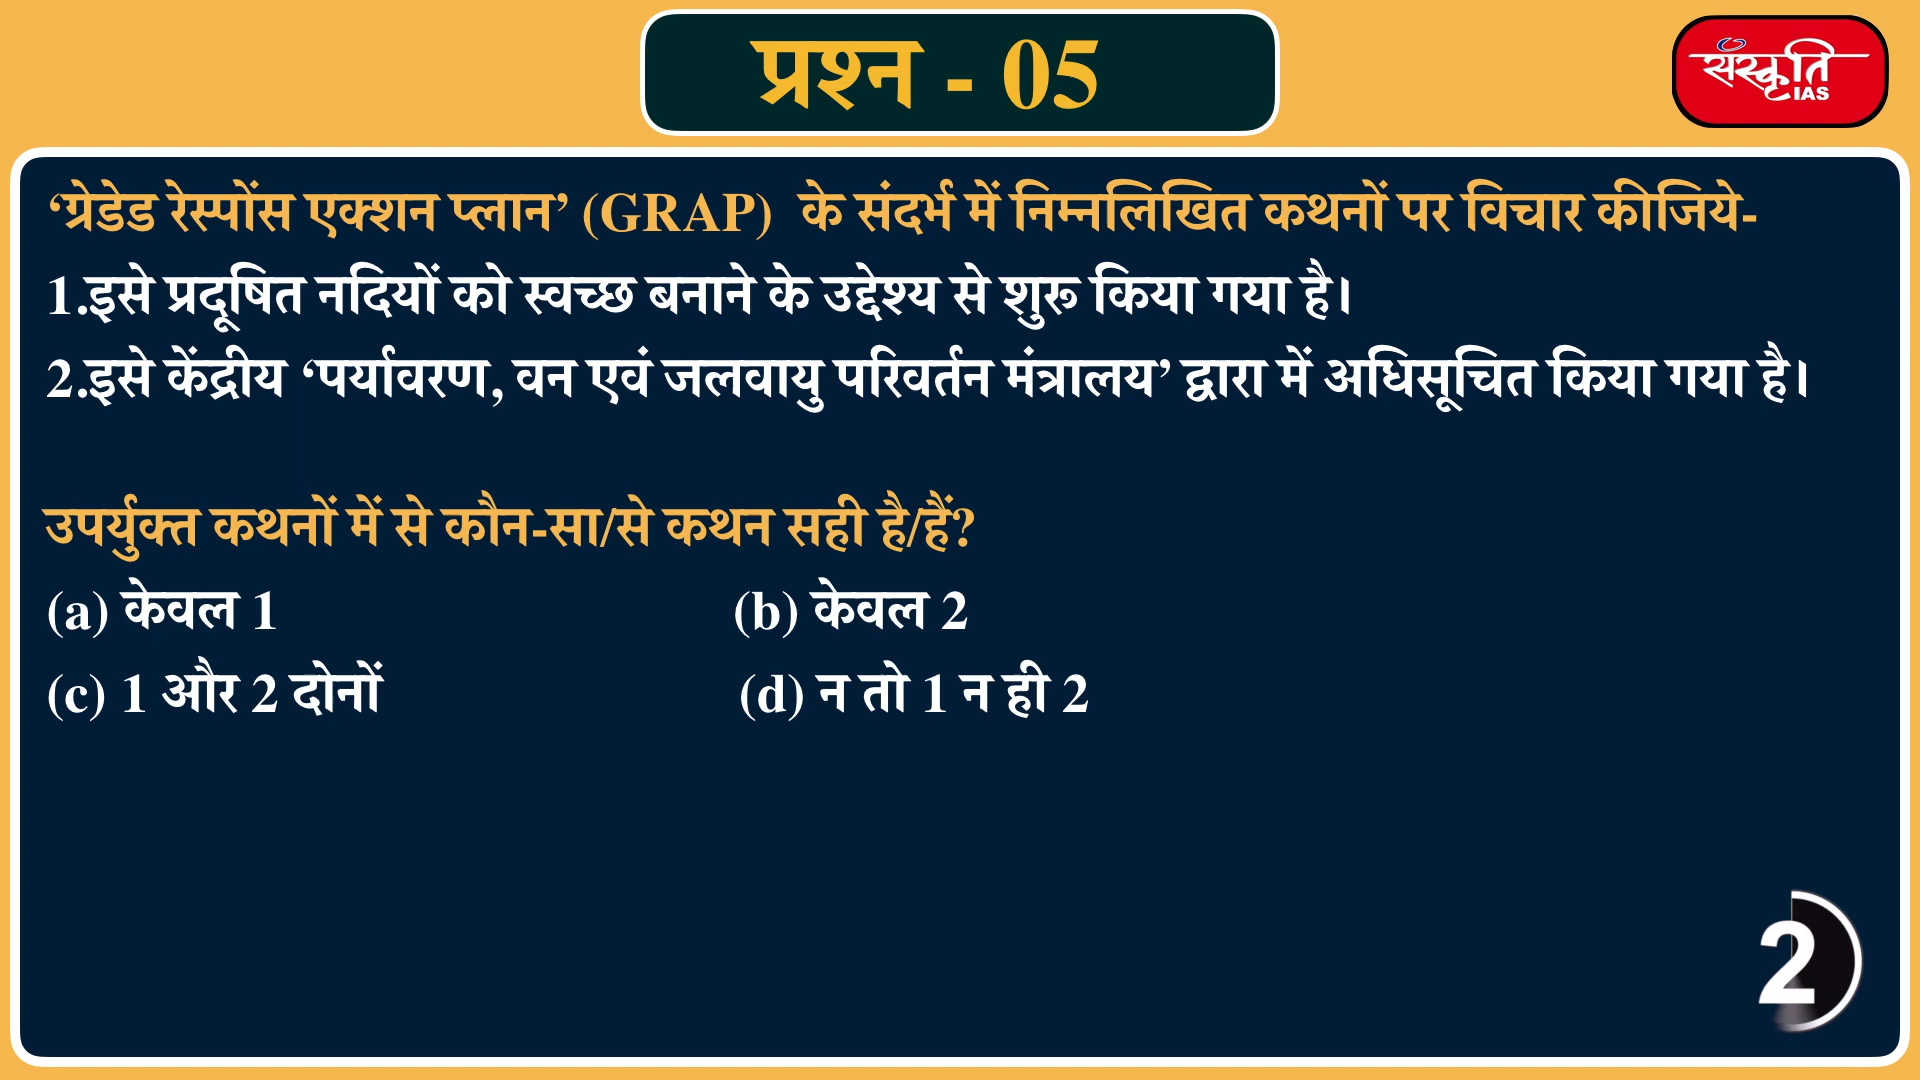 प्रश्न - 05
संस्कृति
IAS
‘ग्रेडेड रेस्पोंस एक्शन प्लान’ (GRAP) के संदर्भ में निम्नलिखित कथनों पर विचार कीजिये-
1.इसे प्रदूषित नदियों को स्वच्छ बनाने के उद्देश्य से शुरू किया गया है।
2.इसे केंद्रीय ‘पर्यावरण, वन एवं जलवायु परिवर्तन मंत्रालय’ द्वारा में अधिसूचित किया गया है।
उपर्युक्त कथनों में से कौन-सा/से कथन सही है/हैं?
(a) केवल 1 (b) केवल 2
(c) 1 और 2 दोनों (d) न तो 1 न ही 2
2